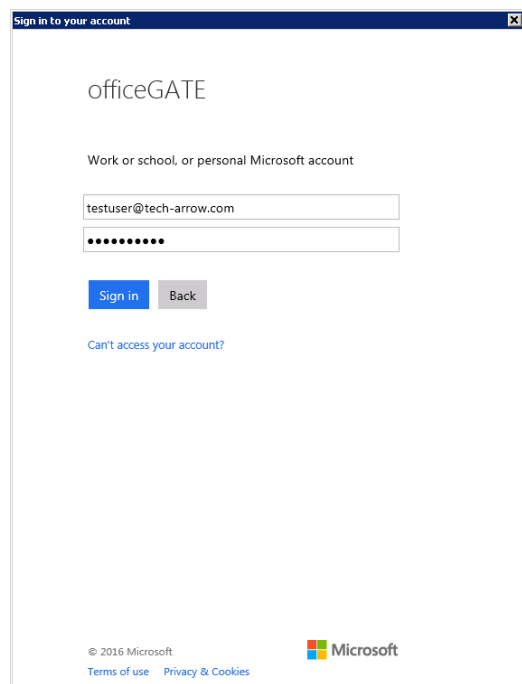 Sign in to your account
officeGATE
Work or school, or personal Microsoft account
testuser@tech-arrow.com
●●●●●●●●●●
Sign in Back
Can't access your account?
© 2016 Microsoft
Microsoft
Terms of use Privacy & Cookies